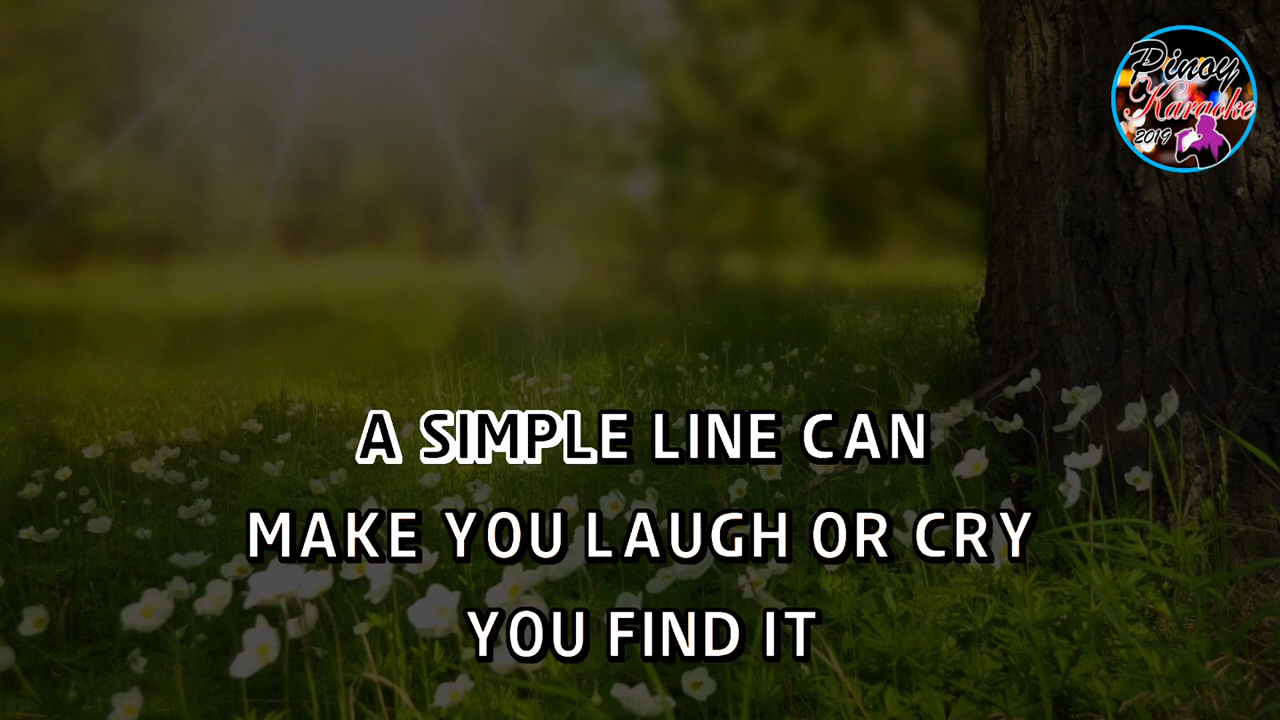 Pinoy
Karaoke
2019
A SIMPLE LINE CAN
MAKE YOU LAUGH OR CRY
YOU FIND IT